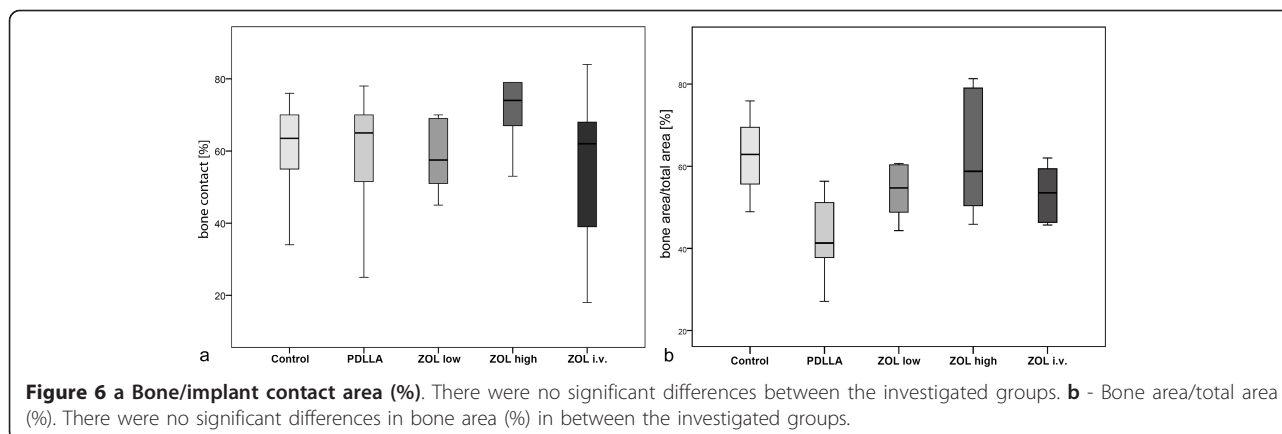 80
60
40
20
bone contact [%]
a
Control PDLLA ZOL low ZOL high ZOL i.v.
80
60
40
20
bone area/total area [%]
b
Control PDLLA ZOL low ZOL high ZOL i.v.
Figure 6 a Bone/implant contact area (%). There were no significant differences between the investigated groups. b - Bone area/total area
(%). There were no significant differences in bone area (%) in between the investigated groups.